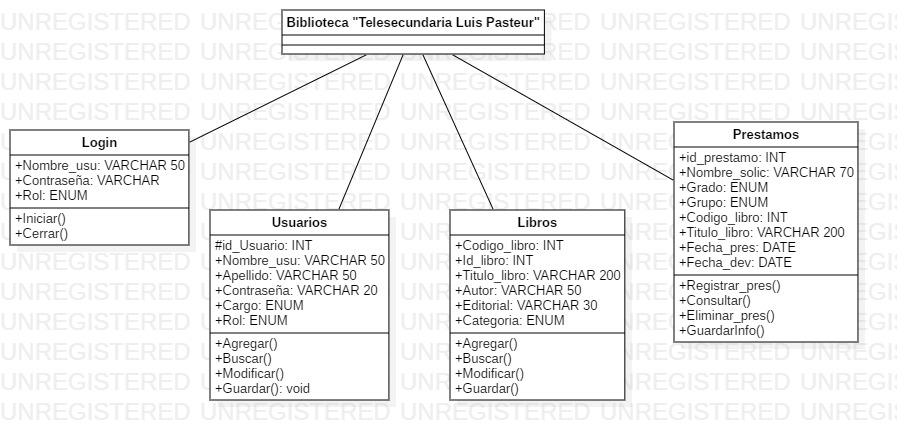 Biblioteca "Telesecundaria Luis Pasteur"
Login
+Nombre_usu: VARCHAR 50
+Contraseña: VARCHAR
+Rol: ENUM
+Iniciar()
+Cerrar()
Usuarios
#id_Usuario: INT
+Nombre_usu: VARCHAR 50
+Apellido: VARCHAR 50
+Contraseña: VARCHAR 20
+Cargo: ENUM
+Rol: ENUM
+Agregar()
+Buscar()
+Modificar()
+Guardar(): void
Libros
+Codigo_libro: INT
+Id_libro: INT
+Titulo_libro: VARCHAR 200
+Autor: VARCHAR 50
+Editorial: VARCHAR 30
+Categoria: ENUM
+Agregar()
+Buscar()
+Modificar()
+Guardar()
Prestamos
+id_prestamo: INT
+Nombre_solic: VARCHAR 70
+Grado: ENUM
+Grupo: ENUM
+Codigo_libro: INT
+Titulo_libro: VARCHAR 200
+Fecha_pres: DATE
+Fecha_dev: DATE
+Registrar_pres()
+Consultar()
+Eliminar_pres()
+GuardarInfo()
UNREGISTERED